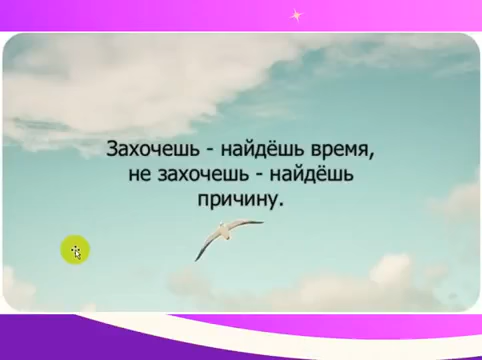 Захочешь - найдёшь время,
не захочешь - найдёшь
причину.